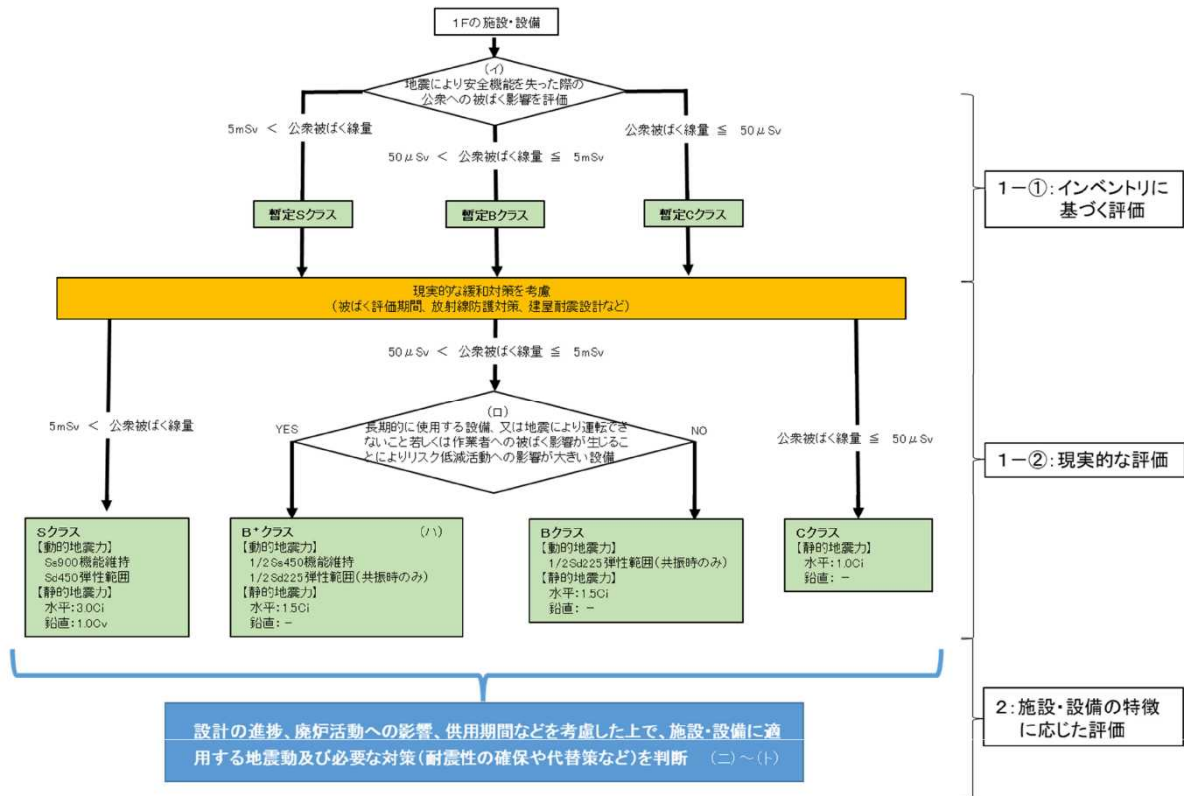 1Fの施設・設備
(イ)
地震により安全機能を失った際の
公衆への被ばく影響を評価
5mSv < 公衆被ばく線量
50μSv < 公衆被ばく線量 ≦ 5mSv
公衆被ばく線量 ≦ 50μSv
暫定Sクラス
暫定Bクラス
暫定Cクラス
1-①:インベントリに
基づく評価
現実的な緩和対策を考慮
(被ばく評価期間、放射線防護対策、建屋耐震設計など)
50μSv < 公衆被ばく線量 ≦ 5mSv
5mSv < 公衆被ばく線量
YES
(ロ)
長期的に使用する設備、又は地震により運転でき
ないこと若しくは作業者への被ばく影響が生じるこ
とによりリスク低減活動への影響が大きい設備
NO
公衆被ばく線量 ≦ 50μSv
1-②:現実的な評価
Sクラス
【動的地震力】
Ss900機能維持
Sd450弾性範囲
【静的地震力】
水平:3.0Ci
鉛直:1.0Cv
B⁺クラス (ハ)
【動的地震力】
1/2Ss450機能維持
1/2Sd225弾性範囲(共振時のみ)
【静的地震力】
水平:1.5Ci
鉛直:-
Bクラス
【動的地震力】
1/2Sd225弾性範囲(共振時のみ)
【静的地震力】
水平:1.5Ci
鉛直:-
Cクラス
【静的地震力】
水平:1.0Ci
鉛直:-
設計の進捗、廃炉活動への影響、供用期間などを考慮した上で、施設・設備に適
用する地震動及び必要な対策(耐震性の確保や代替策など)を判断 (ニ)~(ト)
2:施設・設備の特徴
に応じた評価